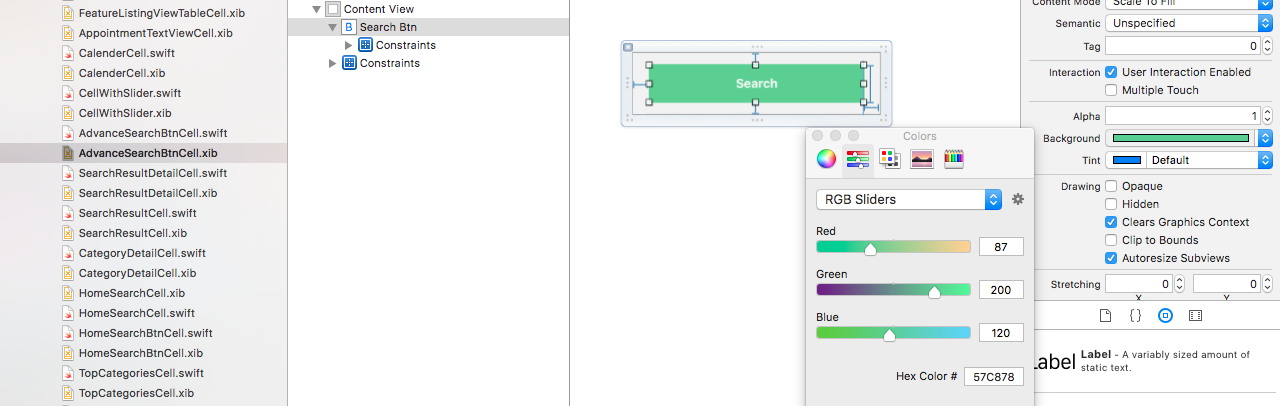 FeatureListingViewTableCell.xib
AppointmentTextViewCell.xib
CalenderCell.swift
CalenderCell.xib
CellWithSlider.swift
CellWithSlider.xib
AdvanceSearchBtnCell.swift
AdvanceSearchBtnCell.xib
SearchResultDetailCell.swift
SearchResultDetailCell.xib
SearchResultCell.swift
SearchResultCell.xib
CategoryDetailCell.swift
CategoryDetailCell.xib
HomeSearchCell.xib
HomeSearchCell.swift
HomeSearchBtnCell.swift
HomeSearchBtnCell.xib
TopCategoriesCell.swift
TopCategoriesCell.xib
Content View
B Search Btn
Constraints
Constraints
Search
Colors
RGB Sliders
Red
87
Green
200
Blue
120
Hex Color # 57C878
Content Mode Scale To Fill
Semantic Unspecified
Tag 0
Interaction User Interaction Enabled
Multiple Touch
Alpha 1
Background
Tint Default
Drawing Opaque
Hidden
Clears Graphics Context
Clip to Bounds
Autoresize Subviews
Stretching 0 0
X Y
{}
Label
Label - A variably sized amount of
static text.